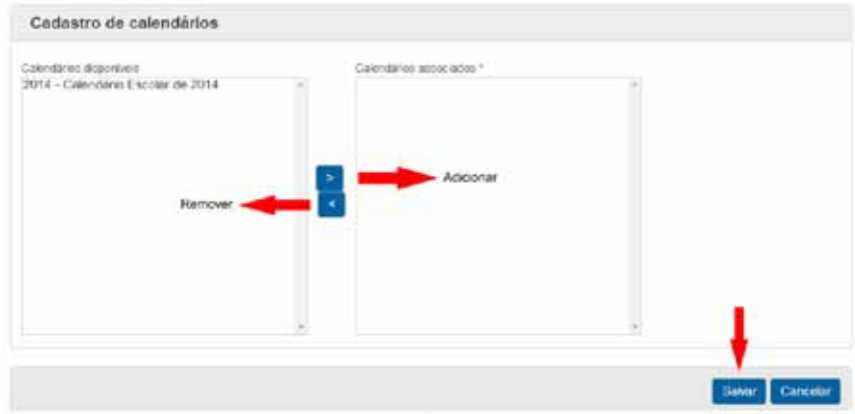 Cadastro de calendários
Calendários disponíveis
Calendários associados *
2014 - Calendário Escolar de 2014
>
Adicionar
Remover
<
Salvar
Cancelar